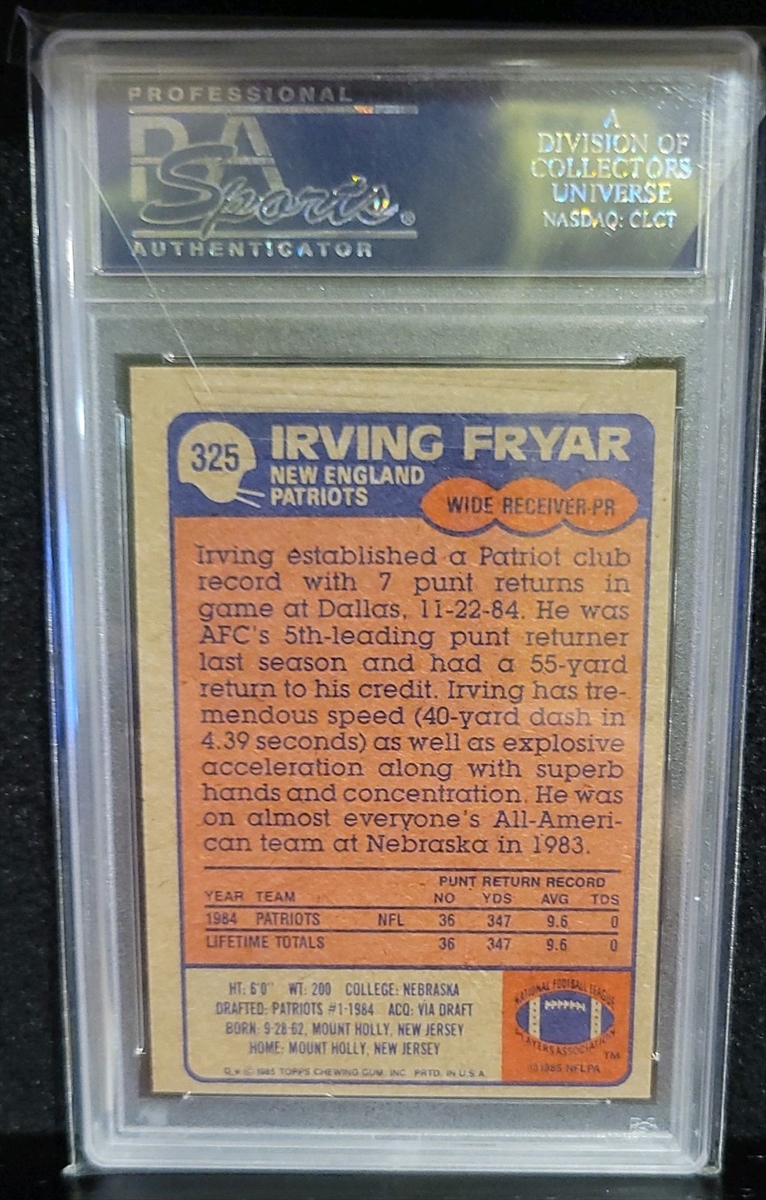 PROFESSIONAL
PSA
Sports®
AUTHENTICATOR
A
DIVISION OF
COLLECTORS
UNIVERSE
NASDAQ: CLCT
325
IRVING FRYAR
NEW ENGLAND
PATRIOTS
WIDE RECEIVER-PR
Irving established a Patriot club
record with 7 punt returns in
game at Dallas, 11-22-84. He was
AFC's 5th-leading punt returner
last season and had a 55-yard
return to his credit. Irving has tre-
mendous speed (40-yard dash in
4.39 seconds) as well as explosive
acceleration along with superb
hands and concentration. He was
on almost everyone's All-Ameri-
can team at Nebraska in 1983.
PUNT RETURN RECORD
YEAR TEAM NO YDS AVG TDS
1984 PATRIOTS NFL 36 347 9.6 0
LIFETIME TOTALS 36 347 9.6 0
HT: 6'0" WT: 200 COLLEGE: NEBRASKA
DRAFTED: PATRIOTS #1-1984 ACQ: VIA DRAFT
BORN: 9-28-62, MOUNT HOLLY, NEW JERSEY
HOME: MOUNT HOLLY, NEW JERSEY
© 1985 TOPPS CHEWING GUM, INC. PRTD. IN U.S.A.
NATIONAL FOOTBALL LEAGUE
PLAYERS ASSOCIATION
TM
© 1985 NFLPA
PSA